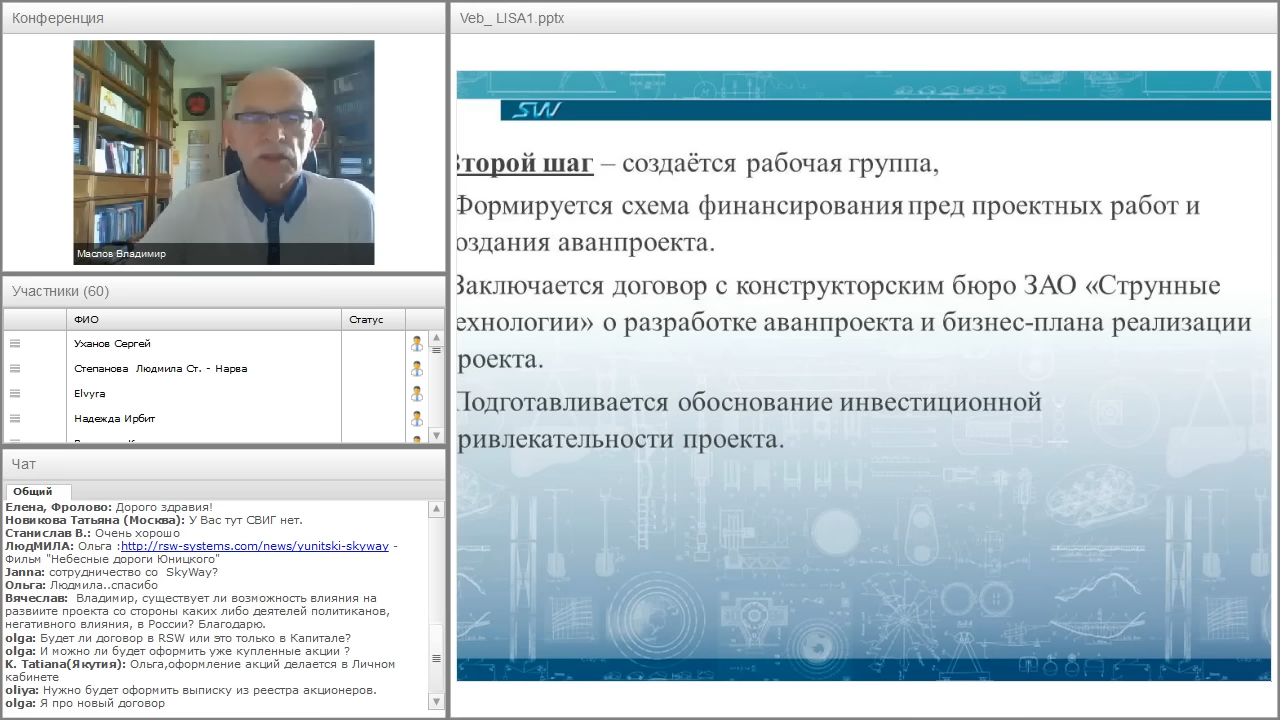 Конференция
Маслов Владимир
Участники (60)
ФИО Статус
Уханов Сергей
Степанова Людмила Ст. - Нарва
Elvyra
Надежда Ирбит
Чат
Общий
Елена, Фролово: Дорого здравия!
Новикова Татьяна (Москва): У Вас тут СВИГ нет.
Станислав В.: Очень хорошо
ЛюдМИЛА: Ольга :http://rsw-systems.com/news/yunitski-skyway -
Фильм "Небесные дороги Юницкого"
Janna: сотрудничество со SkyWay?
Ольга: Людмила..спасибо
Вячеслав: Владимир, существует ли возможность влияния на
развиите проекта со стороны каких либо деятелей политиканов,
негативного влияния, в России? Благодарю.
olga: Будет ли договор в RSW или это только в Капитале?
olga: И можно ли будет оформить уже купленные акции ?
K. Tatiana(Якутия): Ольга,аформление акций делается в Личном
кабинете
oliya: Нужно будет оформить выписку из реестра акционеров.
olga: Я про новый договор
Veb_ LISA1.pptx
SW
Второй шаг – создаётся рабочая группа,
Формируется схема финансирования пред проектных работ и
оздания аванпроекта.
Заключается договор с конструкторским бюро ЗАО «Струнные
ехнологии» о разработке аванпроекта и бизнес-плана реализации
роекта.
Подготавливается обоснование инвестиционной
ривлекательности проекта.